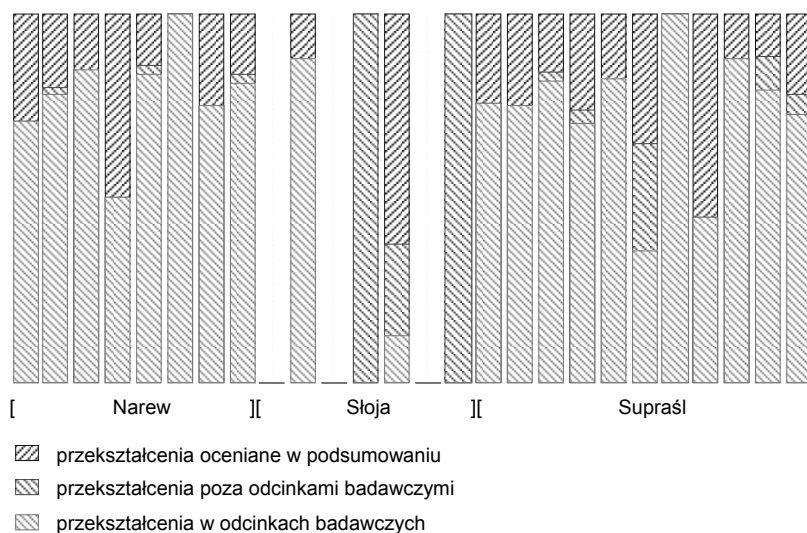 [ Narew ][ Słoja ][ Supraśl
przekształcenia oceniane w podsumowaniu
przekształcenia poza odcinkami badawczymi
przekształcenia w odcinkach badawczych